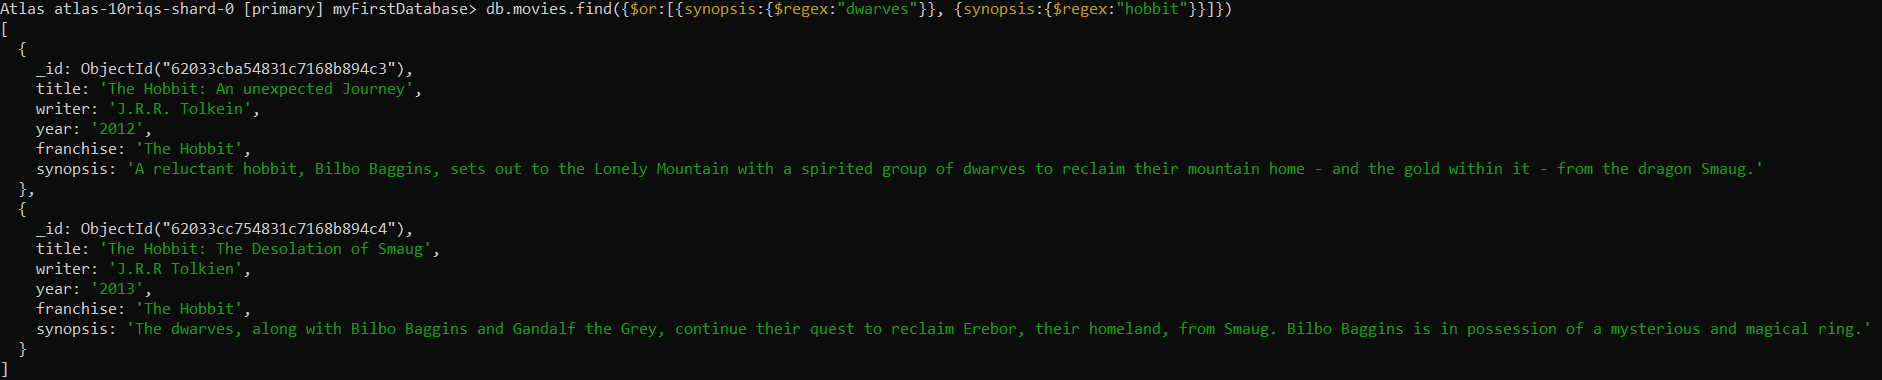 Atlas atlas-10riqs-shard-0 [primary] myFirstDatabase> db.movies.find({$or:[{synopsis:{$regex:"dwarves"}}, {synopsis:{$regex:"hobbit"}}]})
[
  {
    _id: ObjectId("62033cba54831c7168b894c3"),
    title: 'The Hobbit: An unexpected Journey',
    writer: 'J.R.R. Tolkein',
    year: '2012',
    franchise: 'The Hobbit',
    synopsis: 'A reluctant hobbit, Bilbo Baggins, sets out to the Lonely Mountain with a spirited group of dwarves to reclaim their mountain home - and the gold within it - from the dragon Smaug.'
  },
  {
    _id: ObjectId("62033cc754831c7168b894c4"),
    title: 'The Hobbit: The Desolation of Smaug',
    writer: 'J.R.R Tolkien',
    year: '2013',
    franchise: 'The Hobbit',
    synopsis: 'The dwarves, along with Bilbo Baggins and Gandalf the Grey, continue their quest to reclaim Erebor, their homeland, from Smaug. Bilbo Baggins is in possession of a mysterious and magical ring.'
  }
]